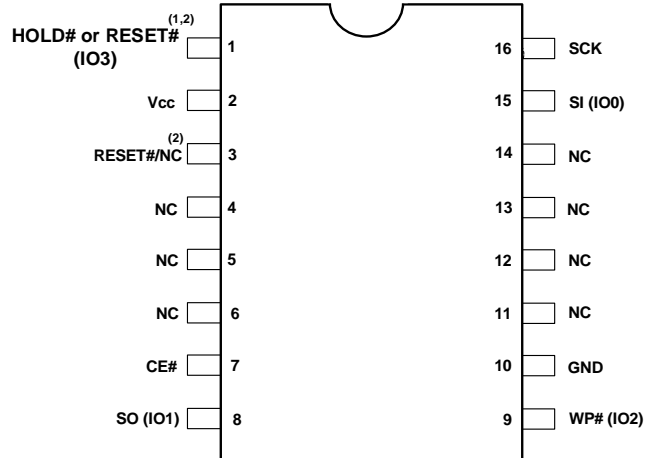 (1,2)
HOLD# or RESET# 1 16 SCK
(IO3)
Vcc 2 15 SI (IO0)
(2)
RESET#/NC 3 14 NC
NC 4 13 NC
NC 5 12 NC
NC 6 11 NC
CE# 7 10 GND
SO (IO1) 8 9 WP# (IO2)